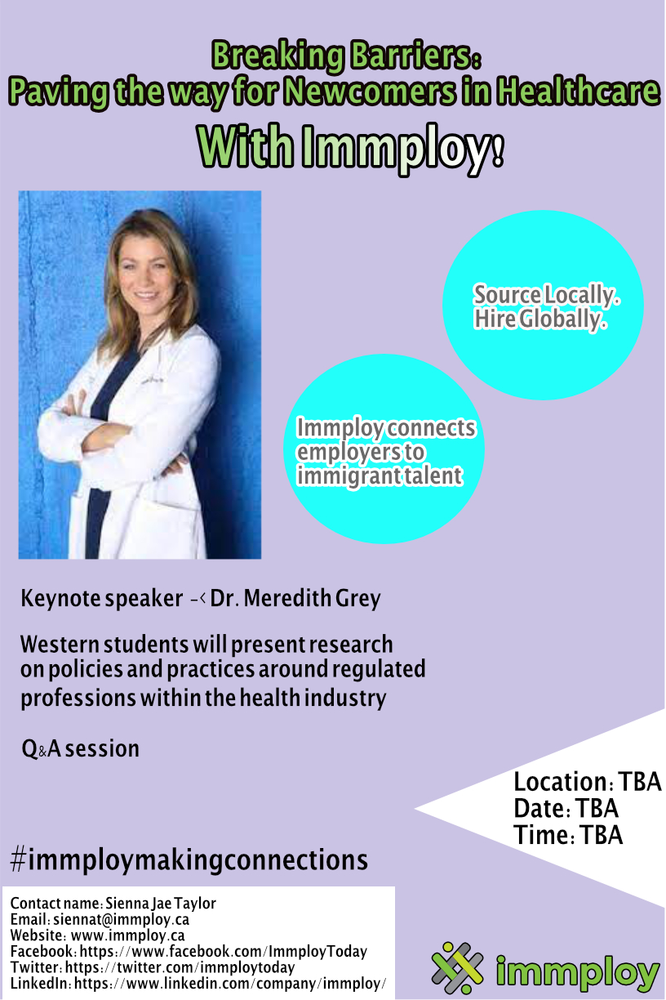 Breaking Barriers:
Paving the way for Newcomers in Healthcare
With Immploy!
Source Locally.
Hire Globally.
Immploy connects
employers to
immigrant talent
Keynote speaker -< Dr. Meredith Grey
Western students will present research
on policies and practices around regulated
professions within the health industry
Q&A session
Location: TBA
Date: TBA
Time: TBA
#immploymakingconnections
Contact name: Sienna Jae Taylor
Email: siennat@immploy.ca
Website: www.immploy.ca
Facebook: https://www.facebook.com/ImmployToday
Twitter: https://twitter.com/immploytoday
LinkedIn: https://www.linkedin.com/company/immploy/
immploy